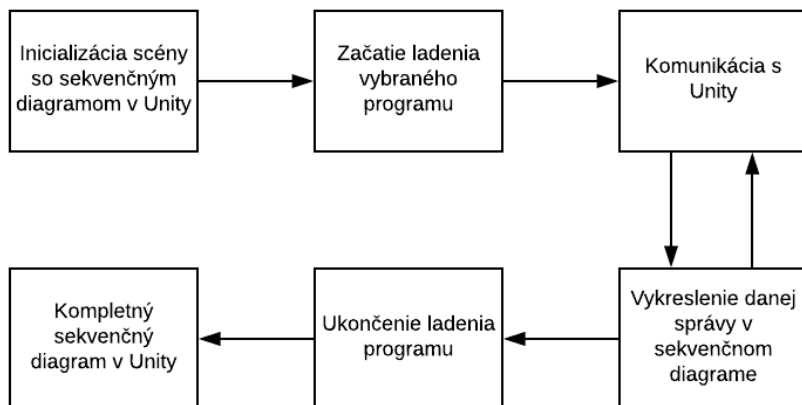 Inicializácia scény
so sekvenčným
diagramom v Unity
Začatie ladenia
vybraného
programu
Komunikácia s
Unity
Kompletný
sekvenčný
diagram v Unity
Ukončenie ladenia
programu
Vykreslenie danej
správy v
sekvenčnom
diagrame